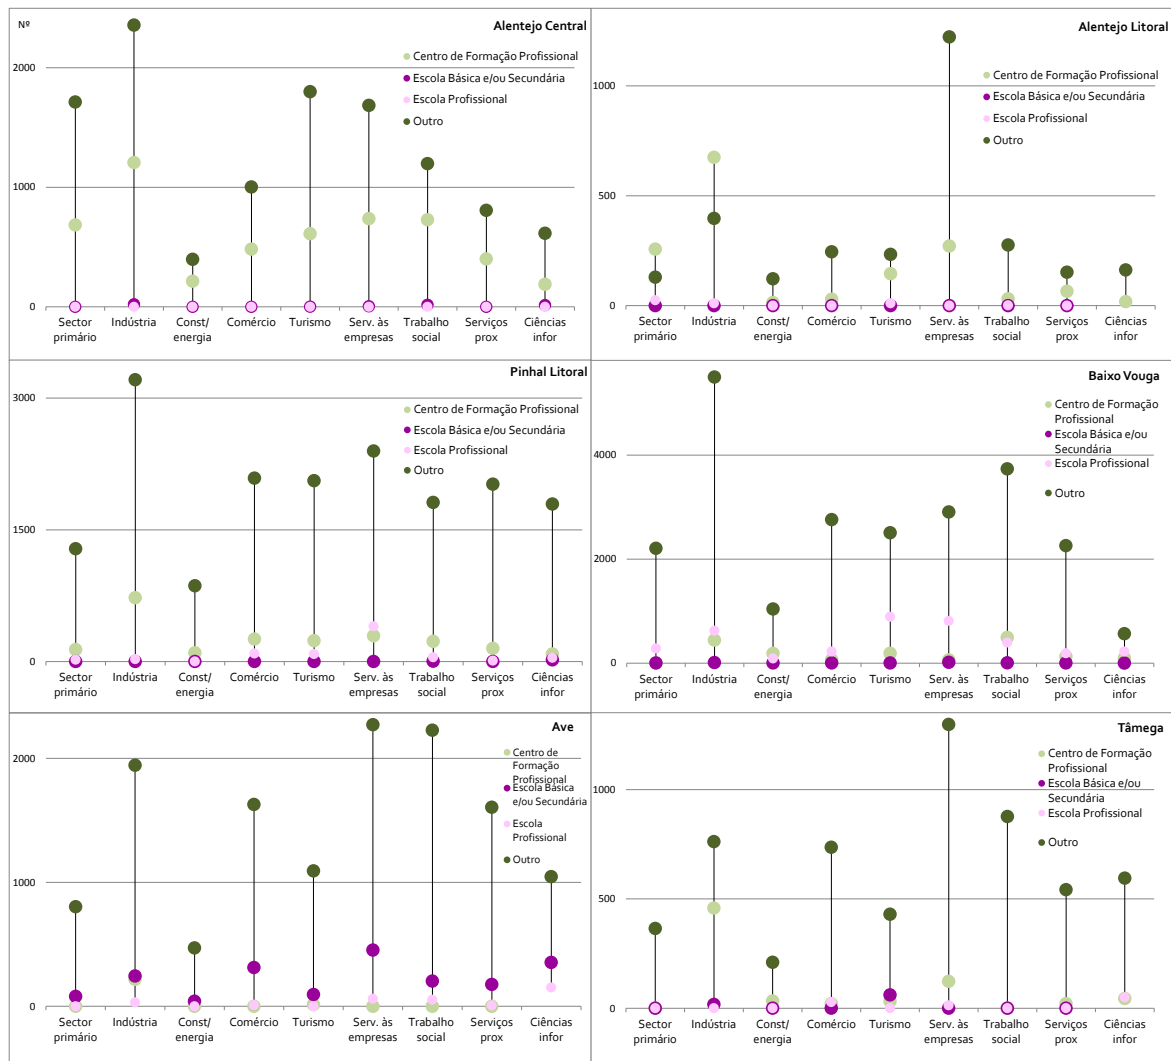 Nº
Alentejo Central
Centro de Formação Profissional
Escola Básica e/ou Secundária
Escola Profissional
Outro
2000
1000
0
Sector primário
Indústria
Const/ energia
Comércio
Turismo
Serv. às empresas
Trabalho social
Serviços prox
Ciências infor
Alentejo Litoral
Centro de Formação Profissional
Escola Básica e/ou Secundária
Escola Profissional
Outro
1000
500
0
Sector primário
Indústria
Const/ energia
Comércio
Turismo
Serv. às empresas
Trabalho social
Serviços prox
Ciências infor
Pinhal Litoral
Centro de Formação Profissional
Escola Básica e/ou Secundária
Escola Profissional
Outro
3000
1500
0
Sector primário
Indústria
Const/ energia
Comércio
Turismo
Serv. às empresas
Trabalho social
Serviços prox
Ciências infor
Baixo Vouga
Centro de Formação
Profissional
Escola Básica e/ou
Secundária
Escola Profissional
Outro
4000
2000
0
Sector primário
Indústria
Const/ energia
Comércio
Turismo
Serv. às empresas
Trabalho social
Serviços prox
Ciências infor
Ave
Centro de
Formação
Profissional
Escola Básica
e/ou Secundária
Escola
Profissional
Outro
2000
1000
0
Sector primário
Indústria
Const/ energia
Comércio
Turismo
Serv. às empresas
Trabalho social
Serviços prox
Ciências infor
Tâmega
Centro de Formação
Profissional
Escola Básica e/ou
Secundária
Escola Profissional
Outro
1000
500
0
Sector primário
Indústria
Const/ energia
Comércio
Turismo
Serv. às empresas
Trabalho social
Serviços prox
Ciências infor